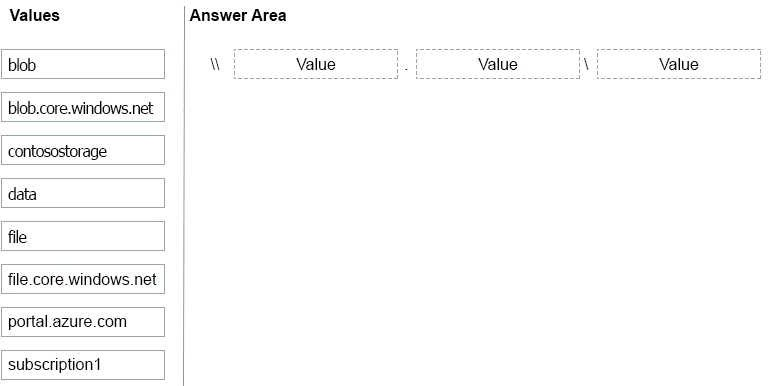 Values
Answer Area
blob
\\ Value . Value \ Value
blob.core.windows.net
contosostorage
data
file
file.core.windows.net
portal.azure.com
subscription1